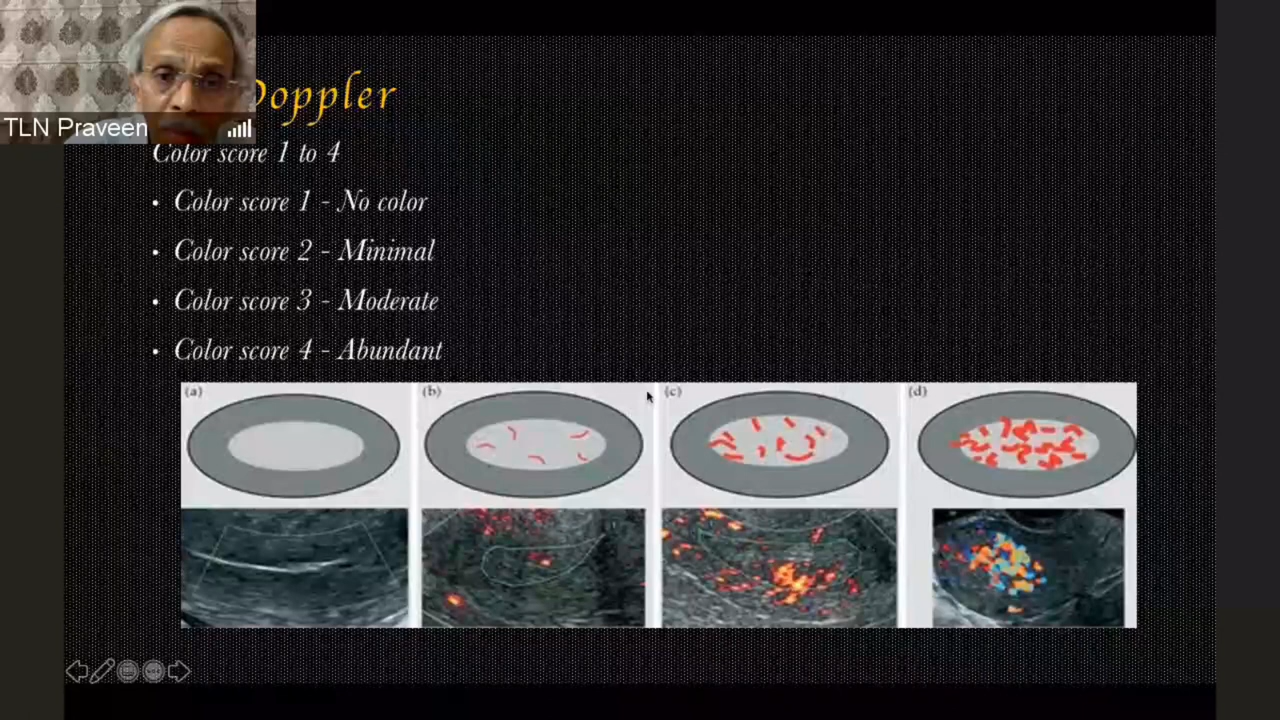 Doppler
TLN Praveen
Color score 1 to 4
• Color score 1 - No color
• Color score 2 - Minimal
• Color score 3 - Moderate
• Color score 4 - Abundant
(a) (b) (c) (d)